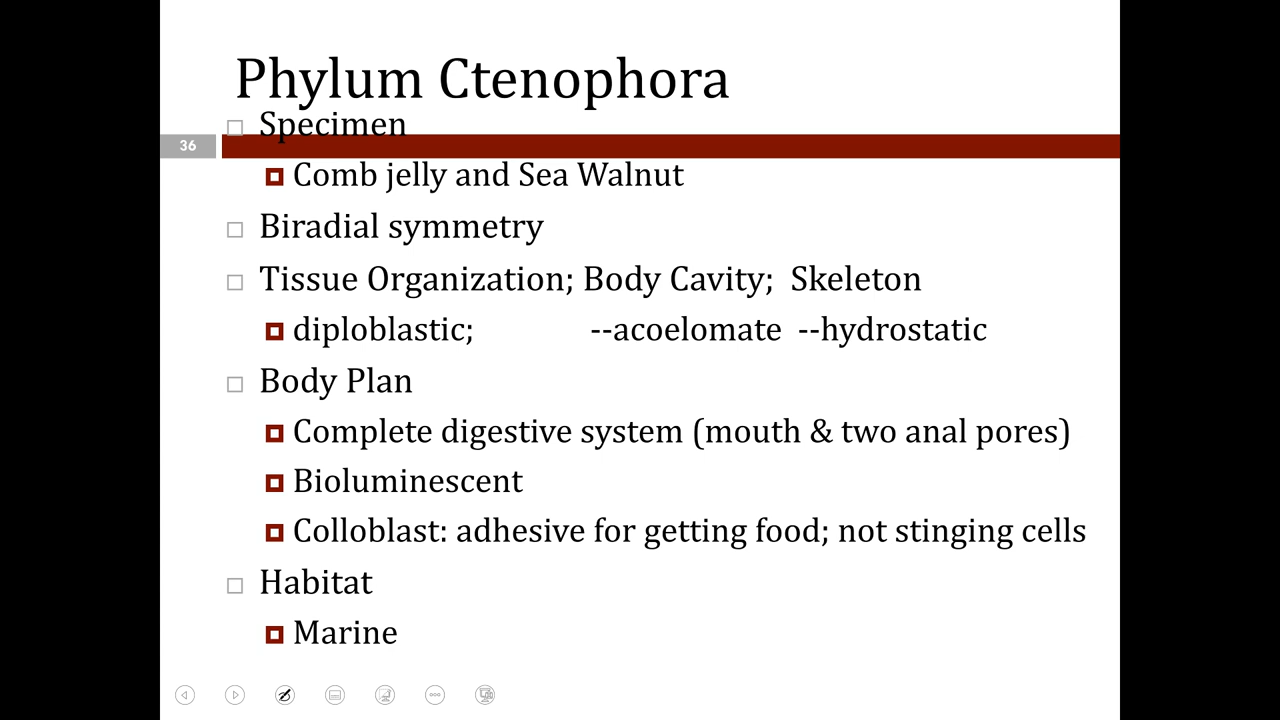 Phylum Ctenophora
Specimen
36
Comb jelly and Sea Walnut
Biradial symmetry
Tissue Organization; Body Cavity;  Skeleton
diploblastic; --acoelomate --hydrostatic
Body Plan
Complete digestive system (mouth & two anal pores)
Bioluminescent
Colloblast: adhesive for getting food; not stinging cells
Habitat
Marine